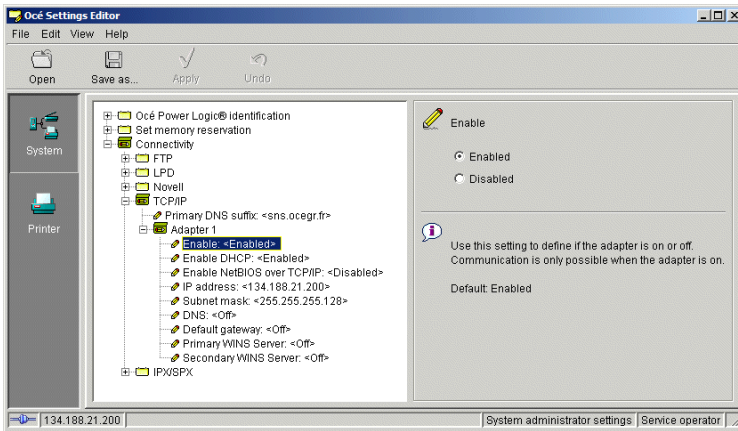 Océ Settings Editor
File Edit View Help
Open Save as... Apply Undo
System
Printer
Océ Power Logic® identification
Set memory reservation
Connectivity
FTP
LPD
Novell
TCP/IP
Primary DNS suffix: <sns.ocegr.fr>
Adapter 1
Enable: <Enabled>
Enable DHCP: <Enabled>
Enable NetBIOS over TCP/IP: <Disabled>
IP address: <134.188.21.200>
Subnet mask: <255.255.255.128>
DNS: <Off>
Default gateway: <Off>
Primary WINS Server: <Off>
Secondary WINS Server: <Off>
IPX/SPX
Enable
Enabled
Disabled
Use this setting to define if the adapter is on or off.
Communication is only possible when the adapter is on.
Default: Enabled
134.188.21.200 System administrator settings Service operator